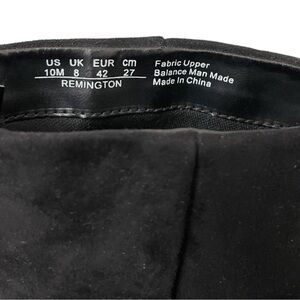 US UK EUR cm
10M 8 42 27
REMINGTON
Fabric Upper
Balance Man Made
Made In China